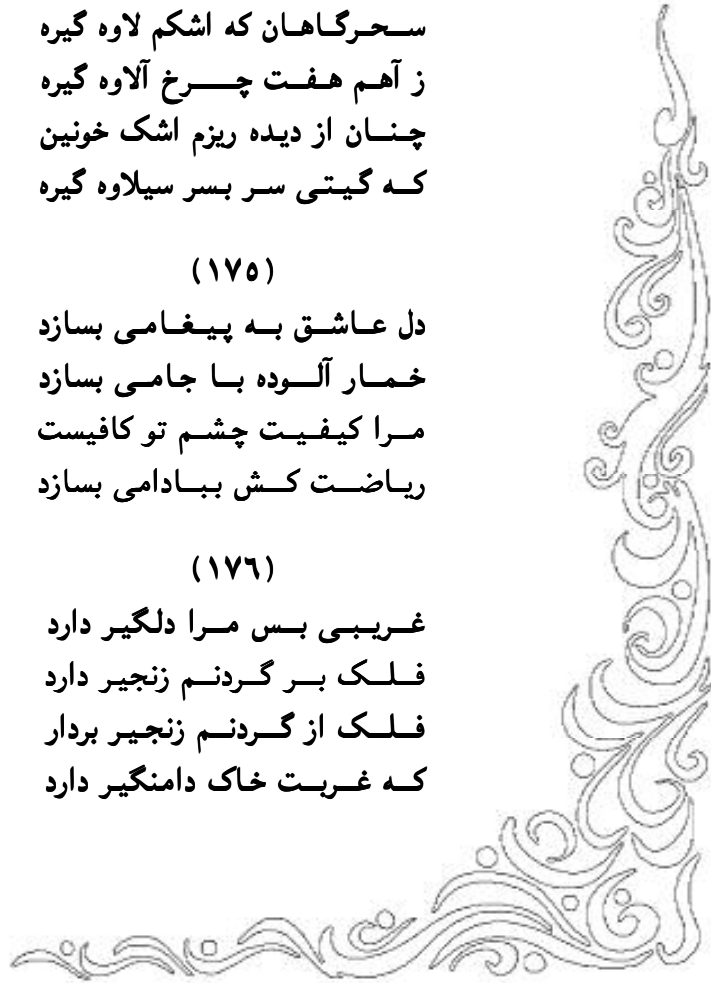 سحرگاهان که اشکم لاوه گیره
ز آهم هفت چرخ آلاوه گیره
چنان از دیده ریزم اشک خونین
که گیتی سر بسر سیلاوه گیره
(۱۷۵)
دل عاشق به پیغامی بسازد
خمار آلوده با جامی بسازد
مرا کیفیت چشم تو کافیست
ریاضت کش ببادامی بسازد
(۱۷۶)
غریبی بس مرا دلگیر دارد
فلک بر گردنم زنجیر دارد
فلک از گردنم زنجیر بردار
که غربت خاک دامنگیر دارد